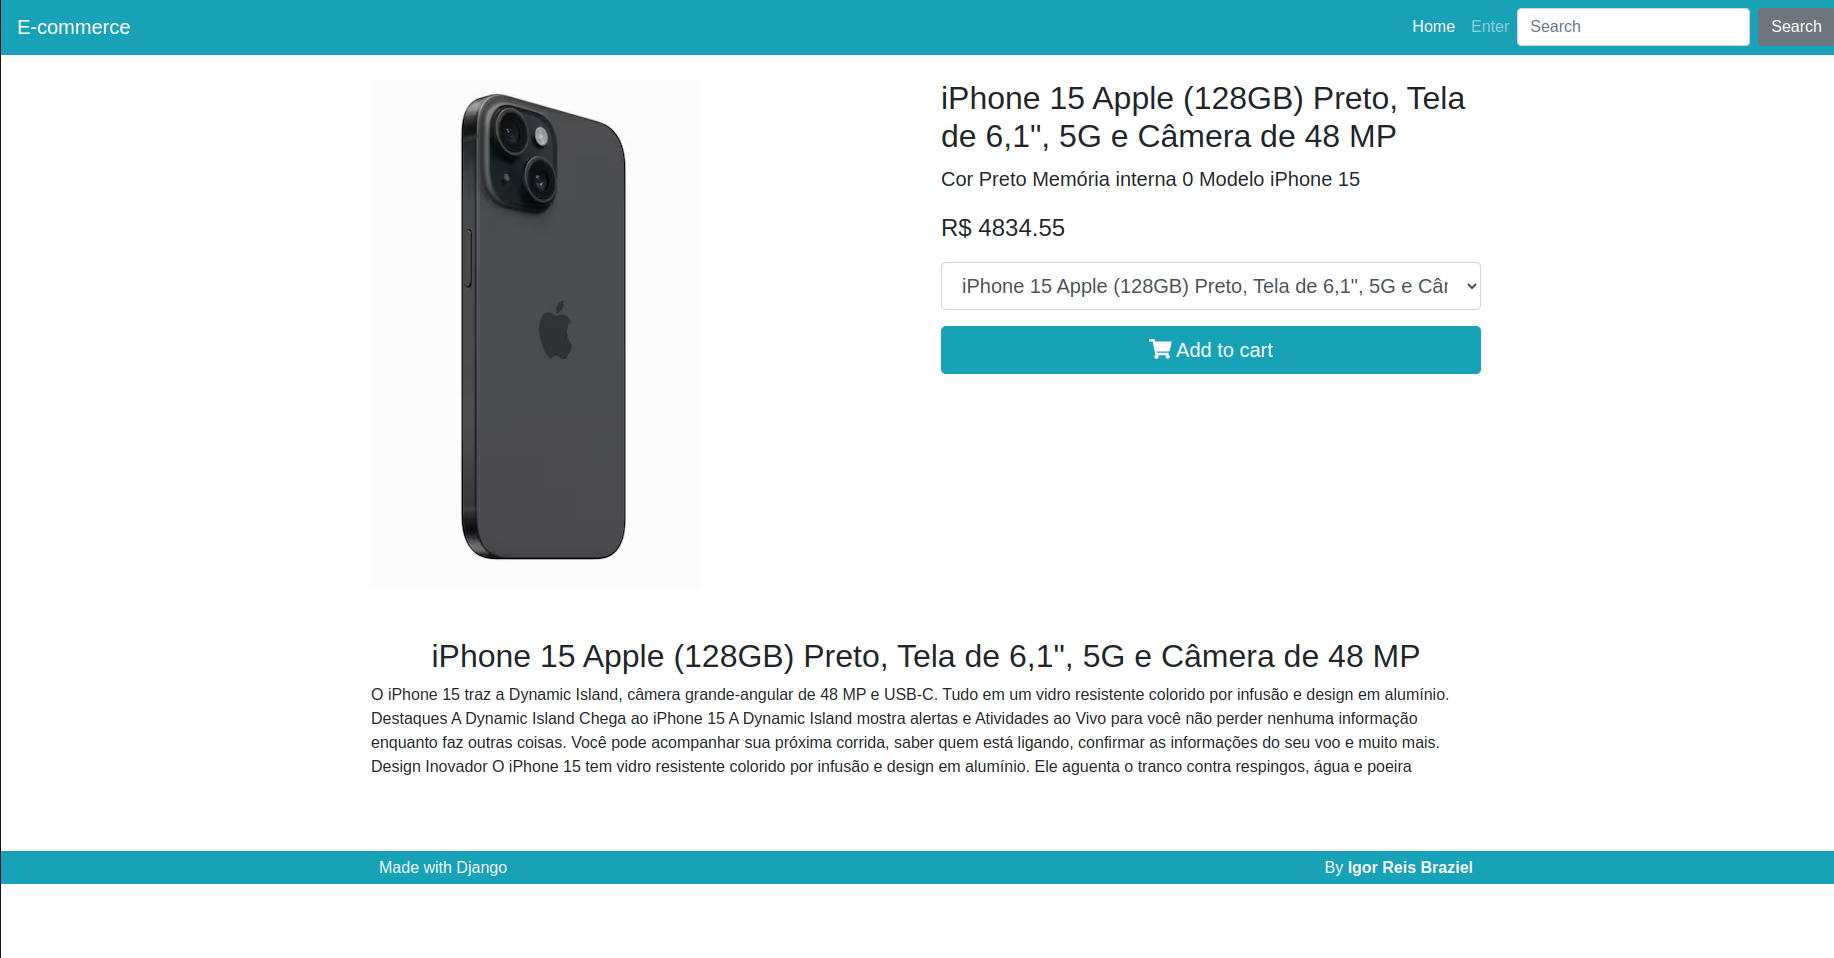 E-commerce
Home
Enter
Search
Search
iPhone 15 Apple (128GB) Preto, Tela
de 6,1", 5G e Câmera de 48 MP
Cor Preto Memória interna 0 Modelo iPhone 15
R$ 4834.55
iPhone 15 Apple (128GB) Preto, Tela de 6,1", 5G e Câ
Add to cart
iPhone 15 Apple (128GB) Preto, Tela de 6,1", 5G e Câmera de 48 MP
O iPhone 15 traz a Dynamic Island, câmera grande-angular de 48 MP e USB-C. Tudo em um vidro resistente colorido por infusão e design em alumínio.
Destaques A Dynamic Island Chega ao iPhone 15 A Dynamic Island mostra alertas e Atividades ao Vivo para você não perder nenhuma informação
enquanto faz outras coisas. Você pode acompanhar sua próxima corrida, saber quem está ligando, confirmar as informações do seu voo e muito mais.
Design Inovador O iPhone 15 tem vidro resistente colorido por infusão e design em alumínio. Ele aguenta o tranco contra respingos, água e poeira
Made with Django
By Igor Reis Braziel